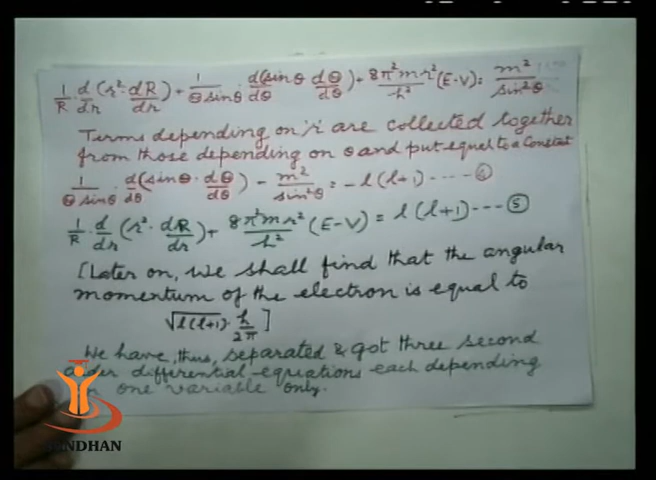 1/R · d/dr (r² · dR/dr) + 1/(Θ sinθ) · d/dθ (sinθ dΘ/dθ) + 8π²mr²/h² (E-V) = m²/sin²θ
Terms depending on 'r' are collected together
from those depending on θ and put equal to a Constant
1/(Θ sinθ) · d/dθ (sinθ · dΘ/dθ) - m²/sin²θ = -l(l+1) ----- ④
1/R · d/dr (r² · dR/dr) + 8π²mr²/h² (E-V) = l(l+1) --- ⑤
[Later on, we shall find that the angular
momentum of the electron is equal to
√l(l+1) · h/2π ]
We have, thus, separated & got three second
order differential equations each depending
one variable only.
NDHAN